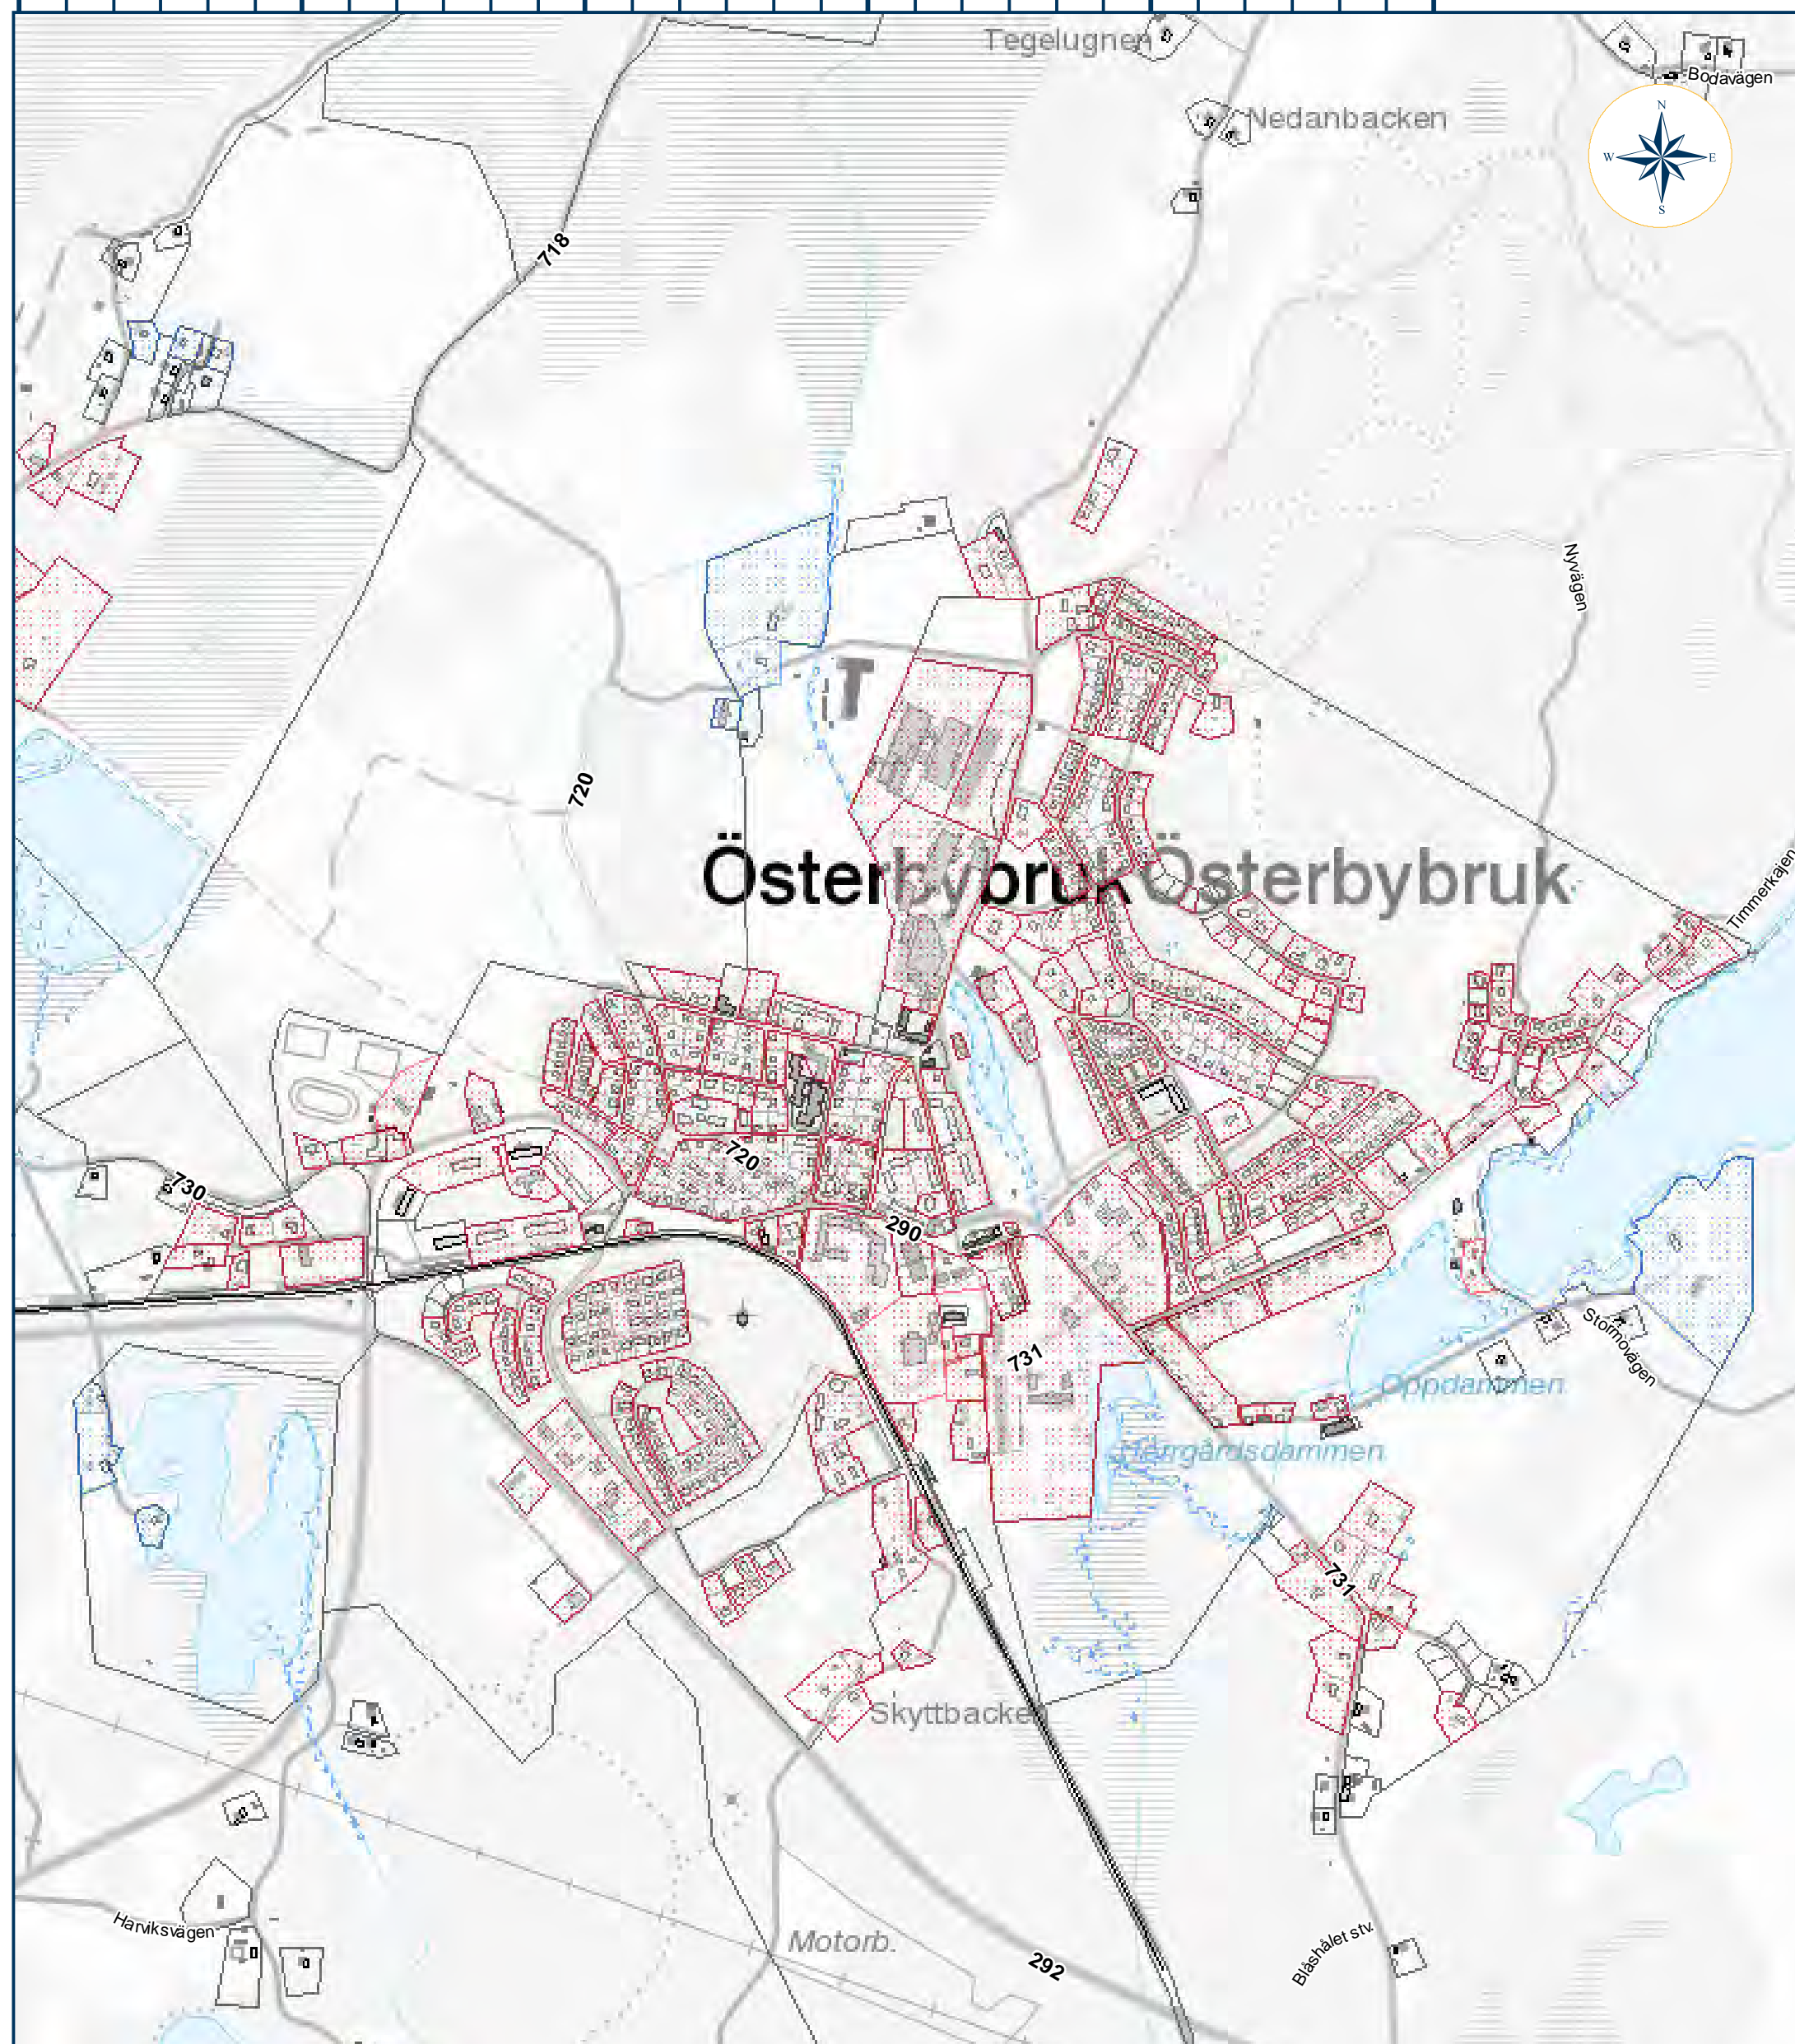 Tegelugnen
Bodavägen
Nedanbacken
N
W
E
S
718
Nyvägen
T
720
Österbybruk
Österbybruk
Timmerkajen
720
730
290
731
Stormovägen
Oppdammen
Herrgårdsdammen
731
Skyttbacken
Harviksvägen
Motorb.
292
Blåshålet stv.